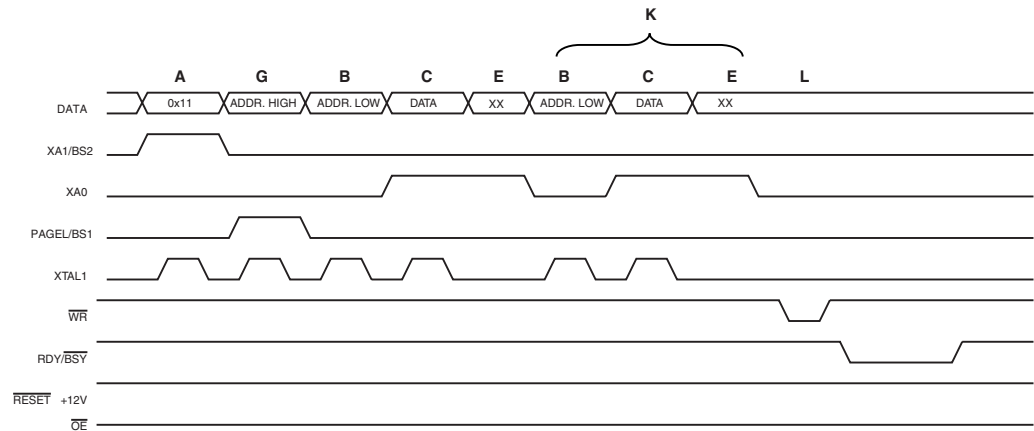 K
A G B C E B C E L
DATA 0x11 ADDR. HIGH ADDR. LOW DATA XX ADDR. LOW DATA XX
XA1/BS2
XA0
PAGEL/BS1
XTAL1
WR
RDY/BSY
RESET +12V
OE